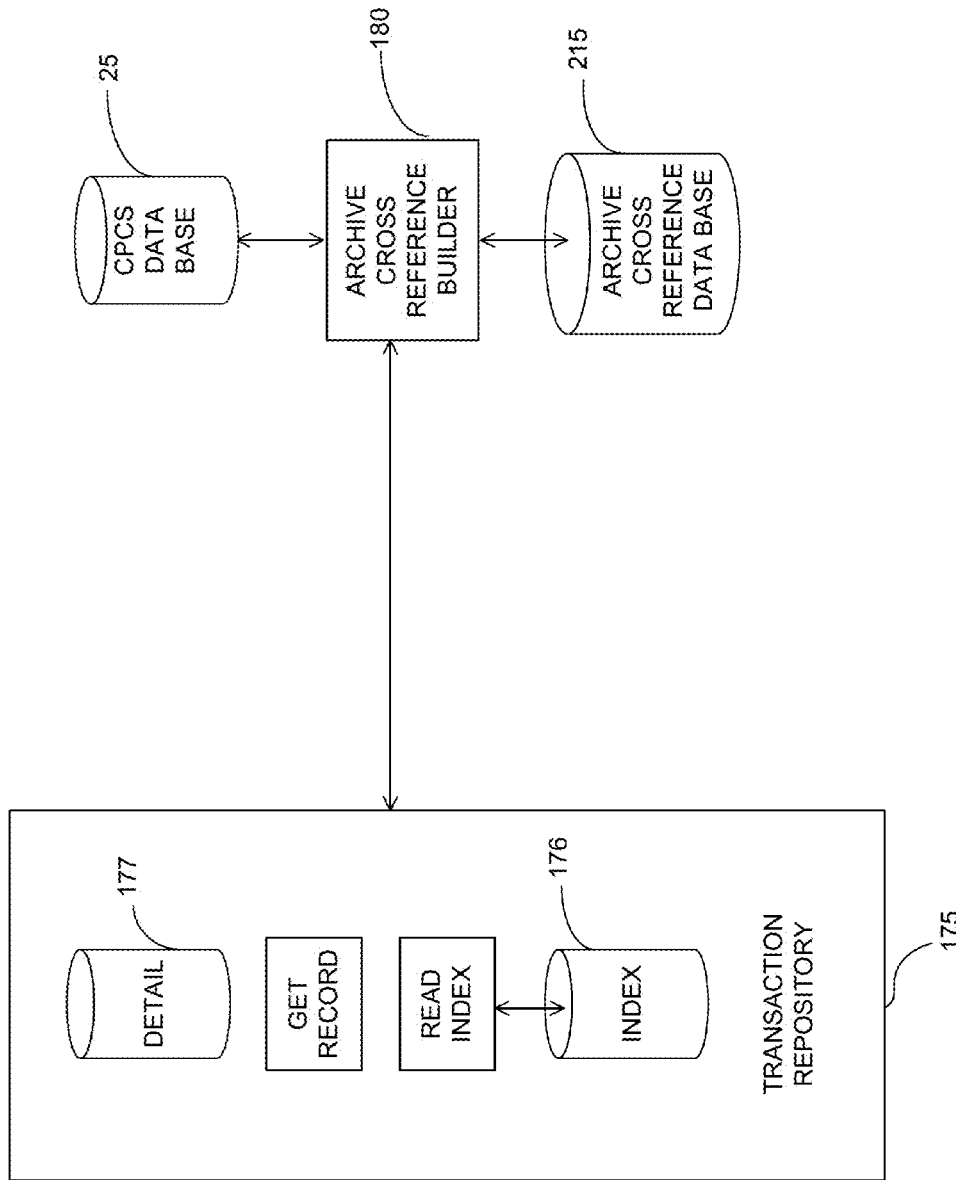 177
DETAIL
GET
RECORD
READ
INDEX
176
INDEX
TRANSACTION
REPOSITORY
175
25
CPCS
DATA
BASE
180
ARCHIVE
CROSS
REFERENCE
BUILDER
215
ARCHIVE
CROSS
REFERENCE
DATA BASE